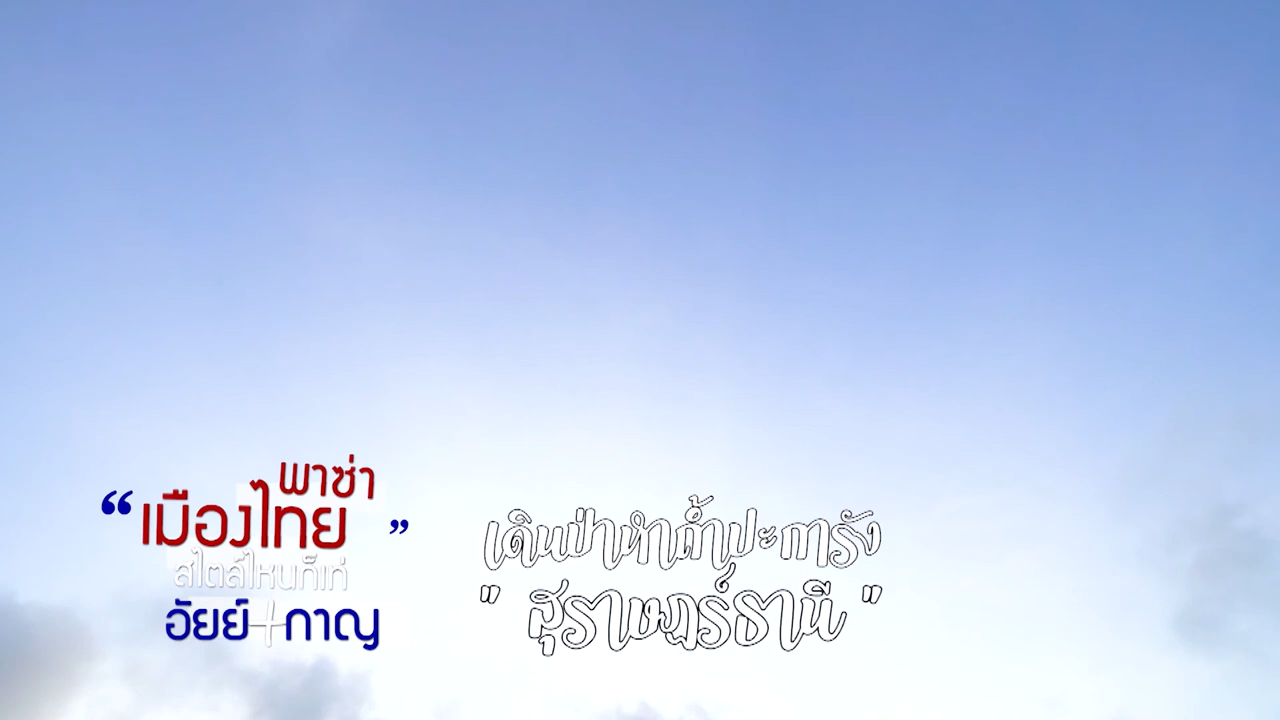 พาซ่า
“เมืองไทย”
สไตล์ไหนก็เท่
อัยย์+กาญ
เดินป่าหาถ้ำปะการัง
" สุราษฎร์ธานี "